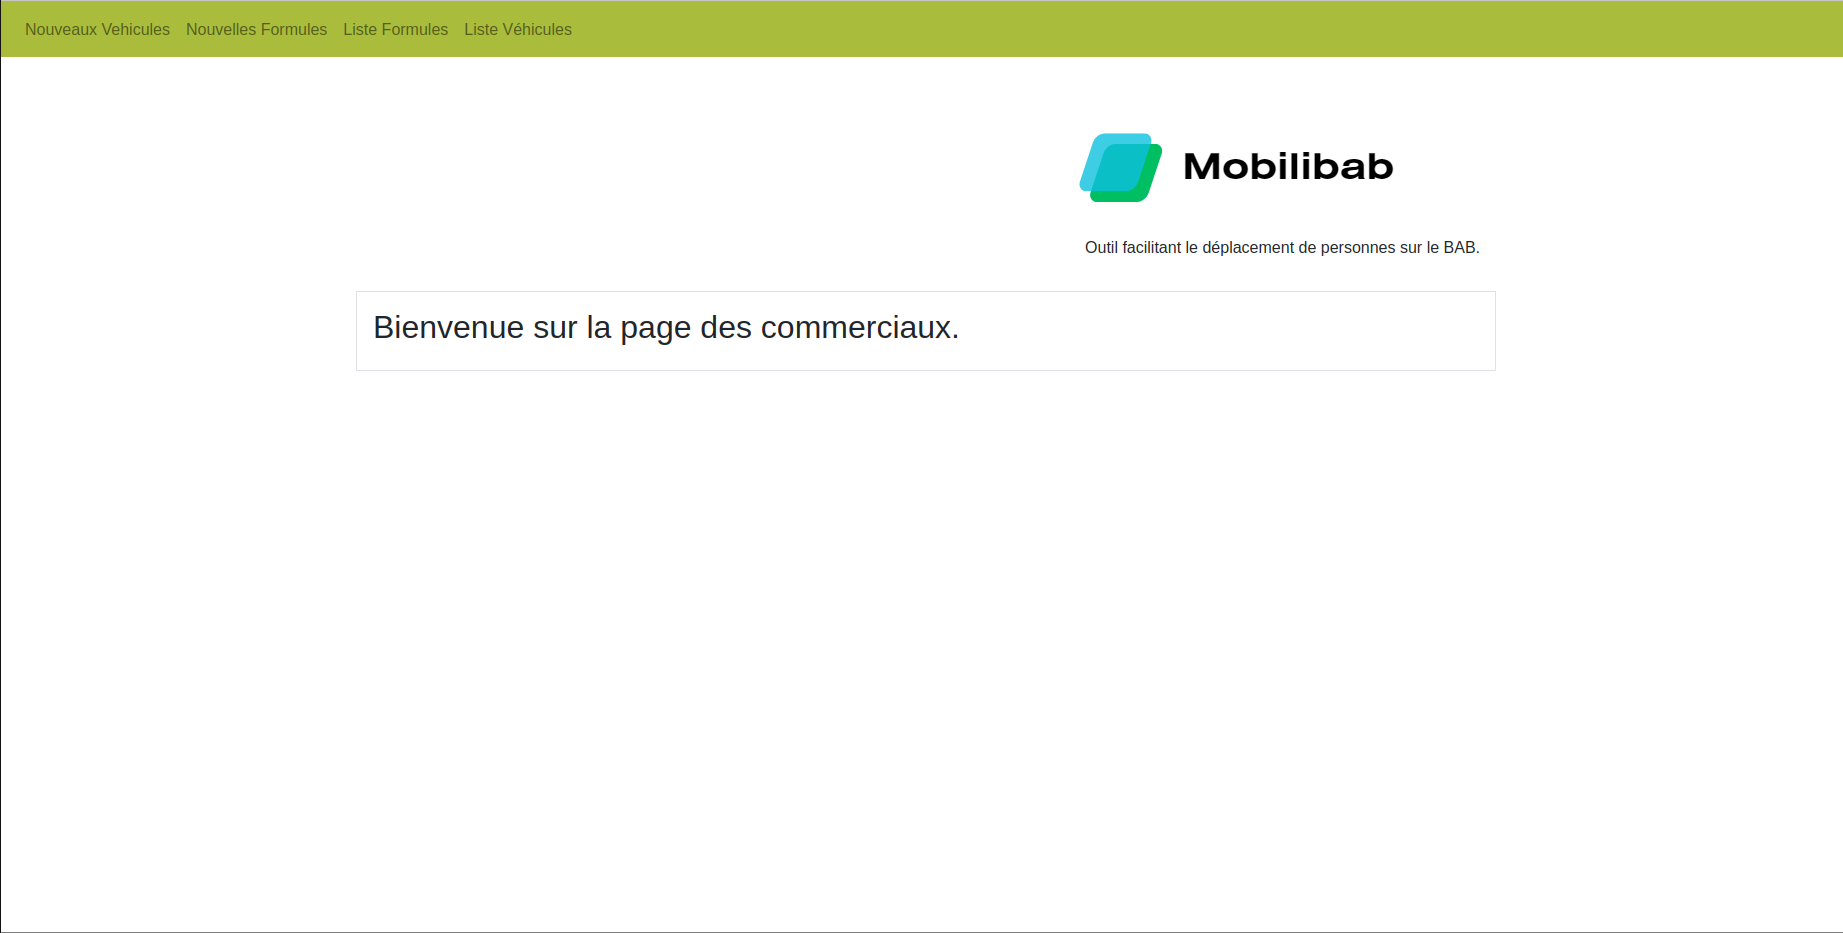 Nouveaux Vehicules Nouvelles Formules Liste Formules Liste Véhicules
Mobilibab
Outil facilitant le déplacement de personnes sur le BAB.
Bienvenue sur la page des commerciaux.